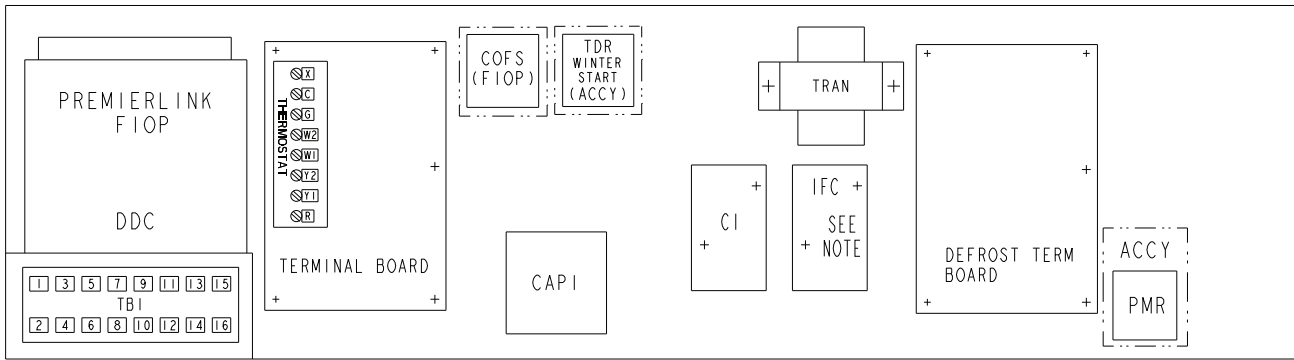 PREMIERLINK
FIOP
DDC
1 3 5 7 9 11 13 15
TB1
2 4 6 8 10 12 14 16
THERMOSTAT
X
C
G
W2
W1
Y2
Y1
R
TERMINAL BOARD
COFS
(FIOP)
TDR
WINTER
START
(ACCY)
CAP1
TRAN
C1
IFC
SEE
NOTE
DEFROST TERM
BOARD
ACCY
PMR